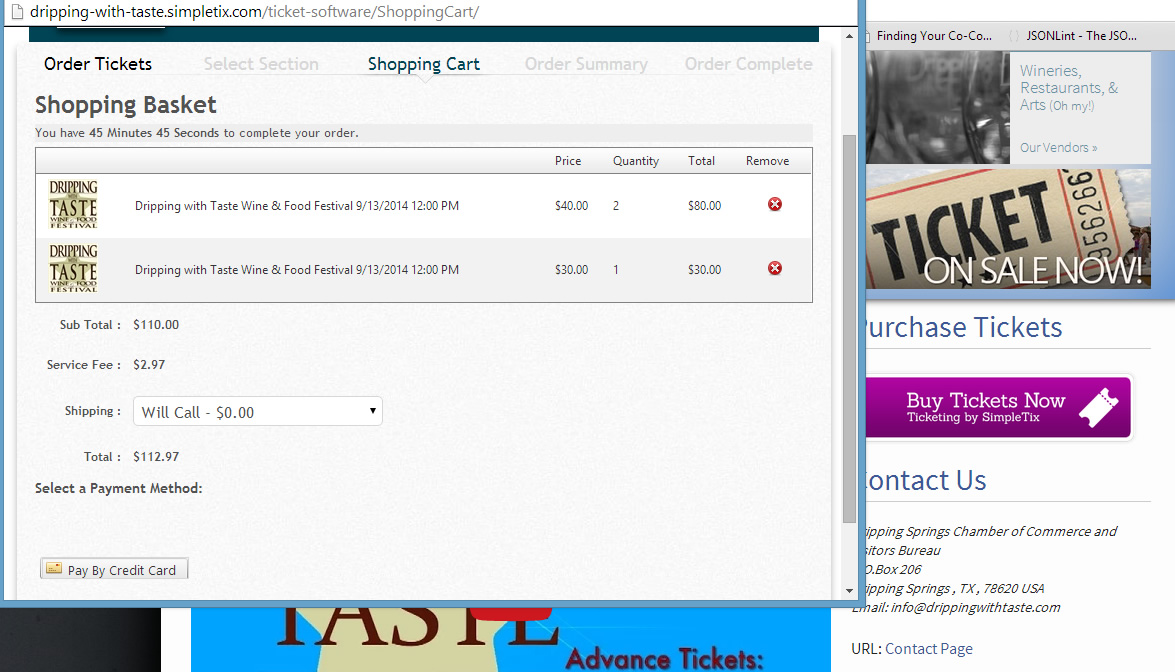 dripping-with-taste.simpletix.com/ticket-software/ShoppingCart/
Order Tickets Select Section Shopping Cart Order Summary Order Complete
Shopping Basket
You have 45 Minutes 45 Seconds to complete your order.
Price Quantity Total Remove
DRIPPING
WITH
TASTE
WINE & FOOD
FESTIVAL
Dripping with Taste Wine & Food Festival 9/13/2014 12:00 PM $40.00 2 $80.00
DRIPPING
WITH
TASTE
WINE & FOOD
FESTIVAL
Dripping with Taste Wine & Food Festival 9/13/2014 12:00 PM $30.00 1 $30.00
Sub Total : $110.00
Service Fee : $2.97
Shipping : Will Call - $0.00
Total : $112.97
Select a Payment Method:
Pay By Credit Card
Finding Your Co-Co... JSONLint - The JSO...
Wineries,
Restaurants, &
Arts (Oh my!)
Our Vendors »
TICKET
956266
ON SALE NOW!
urchase Tickets
Buy Tickets Now
Ticketing by SimpleTix
ontact Us
ripping Springs Chamber of Commerce and
sitors Bureau
.O.Box 206
ripping Springs , TX , 78620 USA
Email: info@drippingwithtaste.com
URL: Contact Page
TASTE
Advance Tickets: